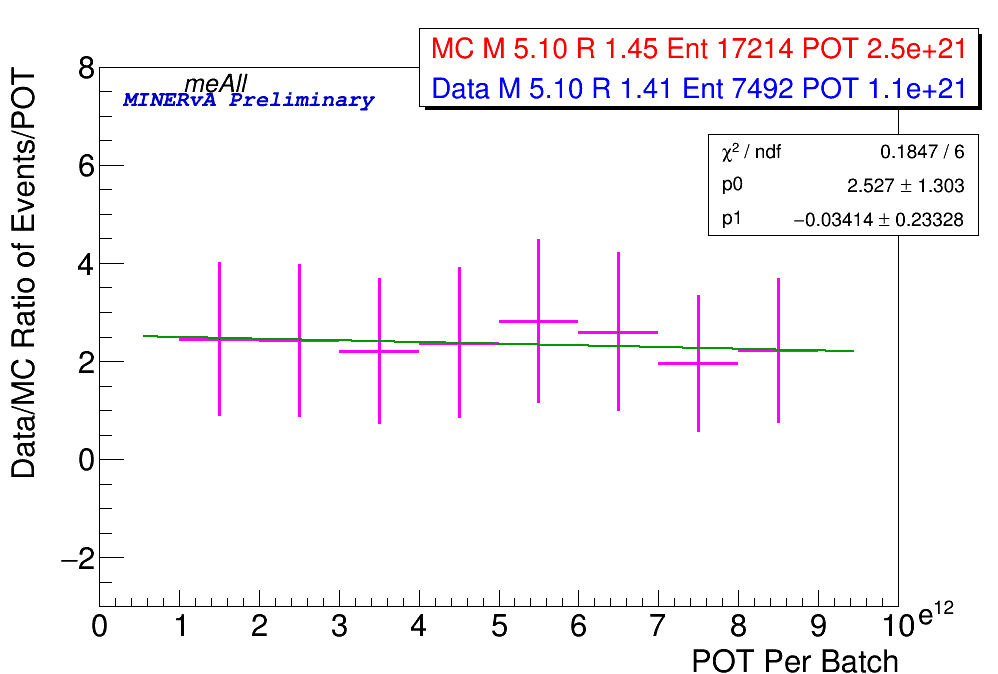 MC M 5.10 R 1.45 Ent 17214 POT 2.5e+21
Data M 5.10 R 1.41 Ent 7492 POT 1.1e+21
meAll
MINERνA Preliminary
χ² / ndf 0.1847 / 6
p0 2.527 ± 1.303
p1 −0.03414 ± 0.23328
Data/MC Ratio of Events/POT
8
6
4
2
0
−2
0 1 2 3 4 5 6 7 8 9 10 e12
POT Per Batch